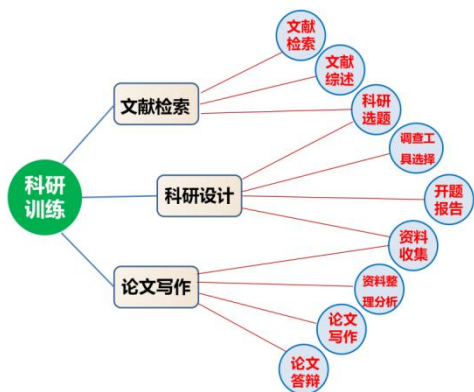 科研
训练
文献检索
科研设计
论文写作
文献
检索
文献
综述
科研
选题
调查工
具选择
开题
报告
资料
收集
资料整
理分析
论文
写作
论文
答辩